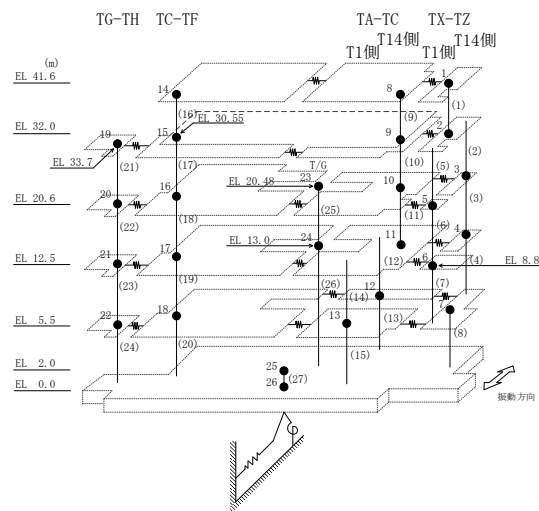 TG-TH TC-TF TA-TC TX-TZ
T1側 T14側 T1側 T14側
(m)
EL 41.6
14 8 1
(16) EL 30.55 (9) (1)
EL 32.0
19 15 9 2
(2)
EL 33.7
(21) (17) T/G (10) (5) 3
EL 20.48 23 10 (3)
EL 20.6
20 16 5
(22) (18) (25) (11) (6) 4
EL 13.0 24 11
EL 12.5
21 17 (12) 6 (4) EL 8.8
(23) (19) (26) (14) 12 (7)
EL 5.5
22 18 13 (13) 7
(24) (20) (15) (8)
EL 2.0
25
EL 0.0
26 (27)
振動方向